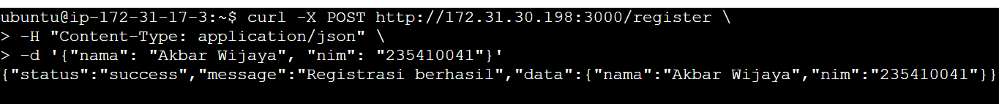 ubuntu@ip-172-31-17-3:~$ curl -X POST http://172.31.30.198:3000/register \
> -H "Content-Type: application/json" \
> -d '{"nama": "Akbar Wijaya", "nim": "235410041"}'
{"status":"success","message":"Registrasi berhasil","data":{"nama":"Akbar Wijaya","nim":"235410041"}}